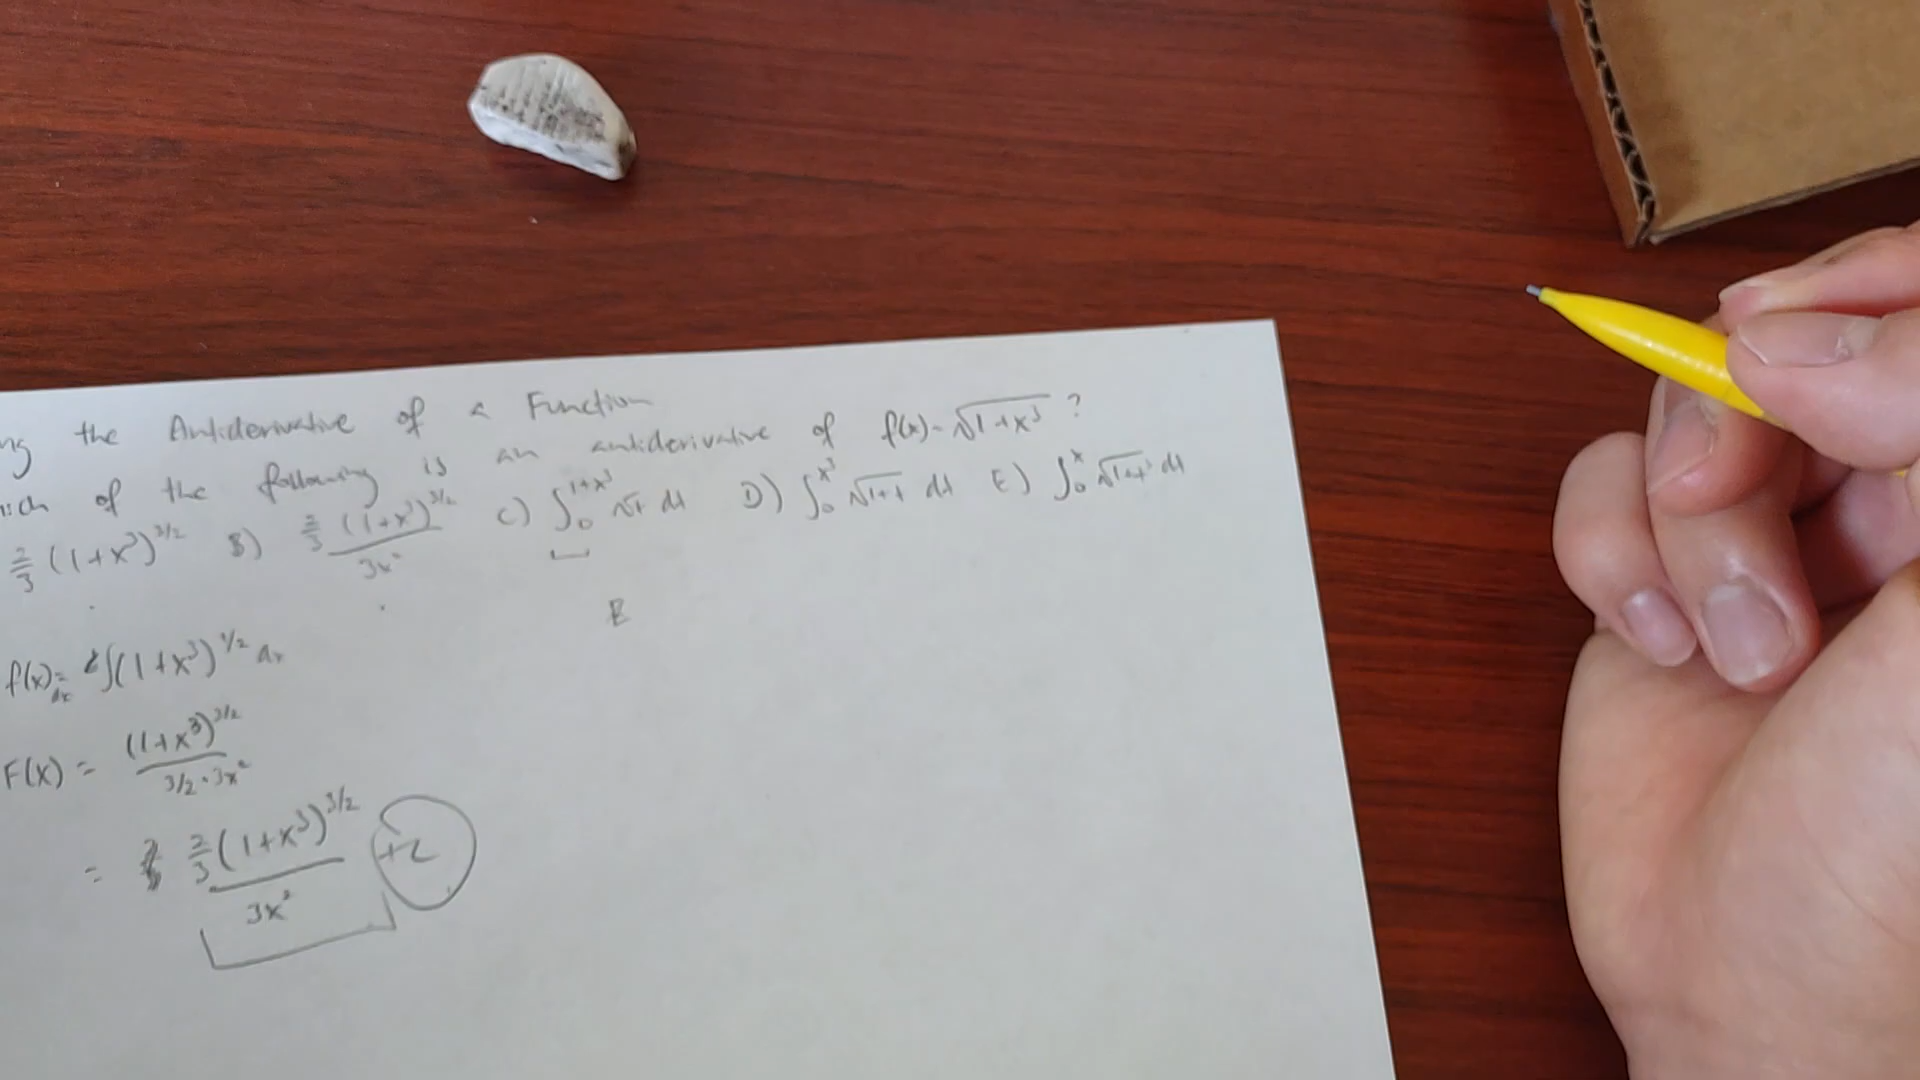 ng the Antiderivative of a Function
ich of the following is an antiderivative of f(x)=√(1+x³) ?
2/3 (1+x³)^3/2 B) 2/3 (1+x³)^3/2 / 3x² C) ∫₀^(1+x³) √t dt D) ∫₀^(x³) √(1+t) dt E) ∫₀^x √(1+t³) dt
E
f(x) = ∫(1+x³)^1/2 dx
dx
F(x) = (1+x³)^3/2 / 3/2 · 3x²
= 2/3 (1+x³)^3/2 / 3x² +C